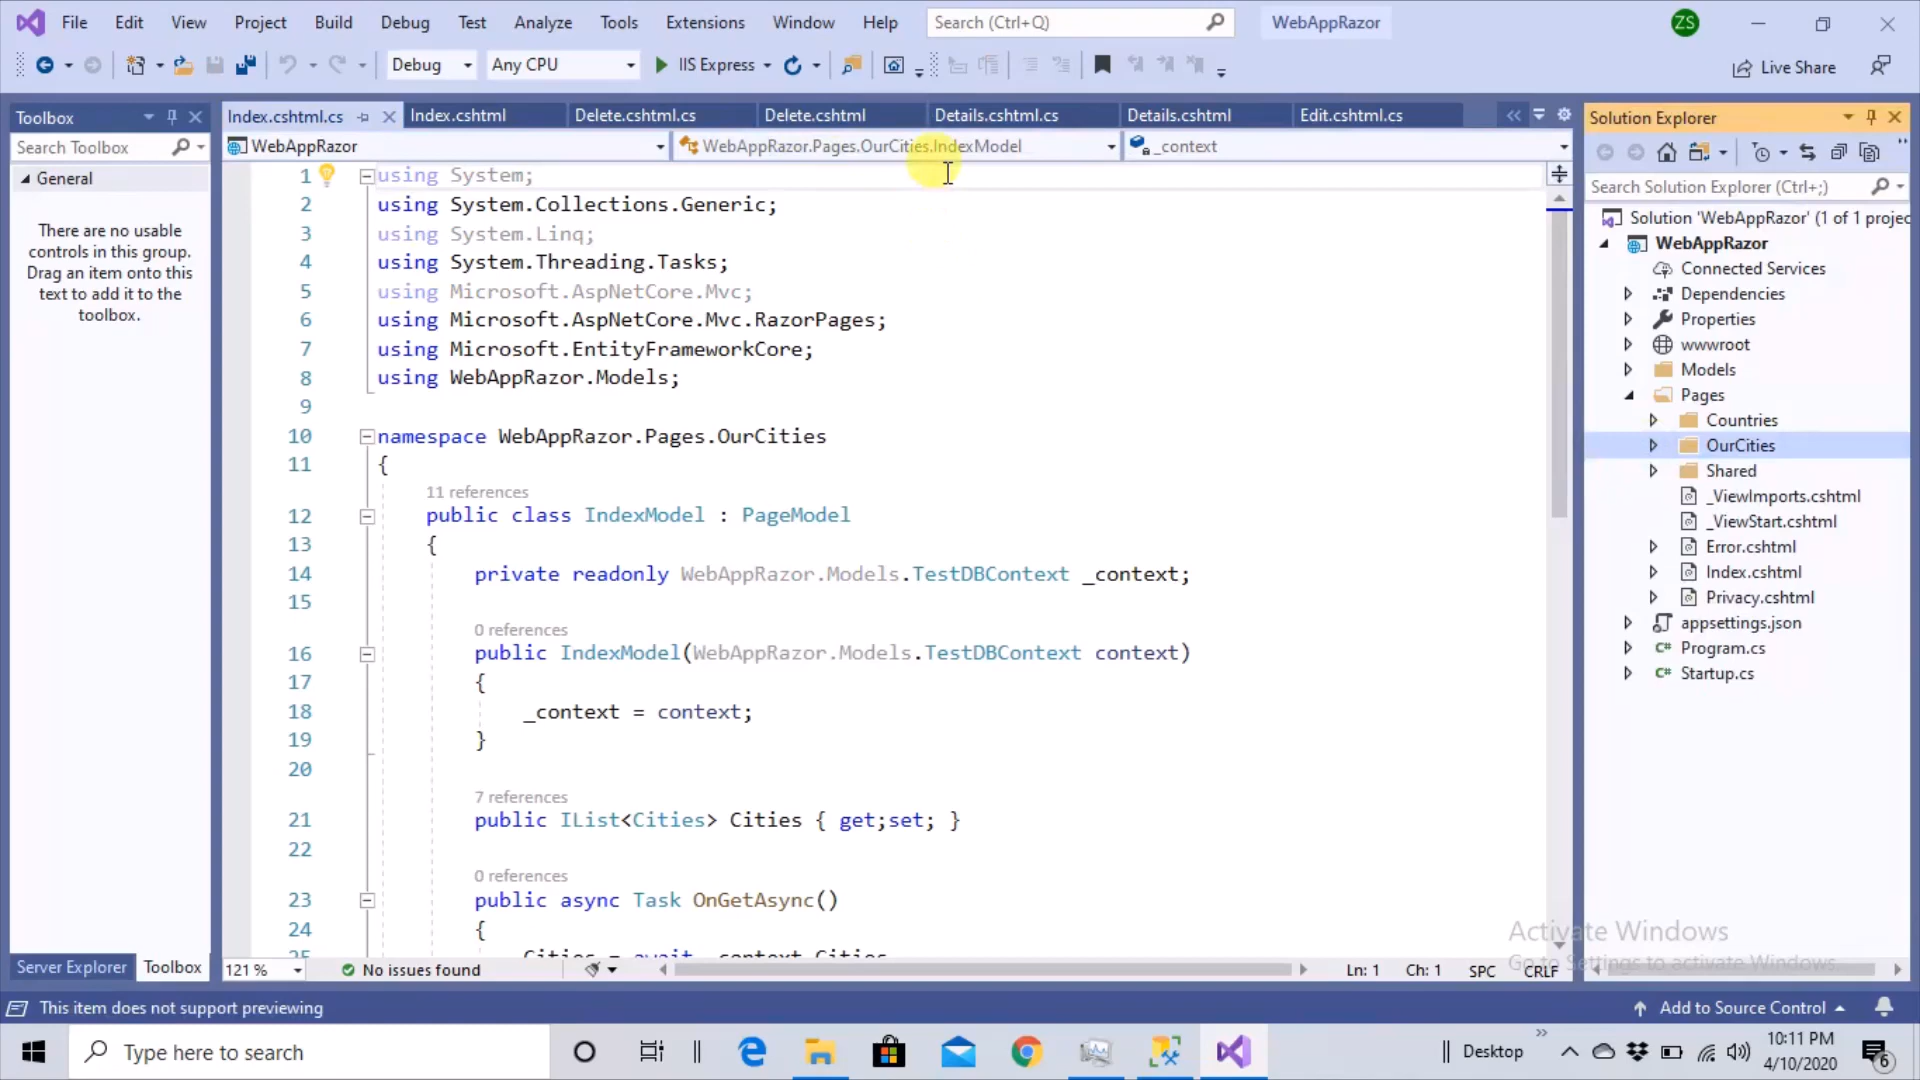 File Edit View Project Build Debug Test Analyze Tools Extensions Window Help Search (Ctrl+Q) WebAppRazor ZS
Debug Any CPU IIS Express Live Share
Toolbox
Search Toolbox
General
There are no usable
controls in this group.
Drag an item onto this
text to add it to the
toolbox.
Server Explorer Toolbox
Index.cshtml.cs Index.cshtml Delete.cshtml.cs Delete.cshtml Details.cshtml.cs Details.cshtml Edit.cshtml.cs
WebAppRazor WebAppRazor.Pages.OurCities.IndexModel _context
1 using System;
2 using System.Collections.Generic;
3 using System.Linq;
4 using System.Threading.Tasks;
5 using Microsoft.AspNetCore.Mvc;
6 using Microsoft.AspNetCore.Mvc.RazorPages;
7 using Microsoft.EntityFrameworkCore;
8 using WebAppRazor.Models;
9
10 namespace WebAppRazor.Pages.OurCities
11 {
11 references
12 public class IndexModel : PageModel
13 {
14 private readonly WebAppRazor.Models.TestDBContext _context;
15
0 references
16 public IndexModel(WebAppRazor.Models.TestDBContext context)
17 {
18 _context = context;
19 }
20
7 references
21 public IList<Cities> Cities { get;set; }
22
0 references
23 public async Task OnGetAsync()
24 {
25 Cities = await _context.Cities
121 % No issues found Ln: 1 Ch: 1 SPC CRLF
Solution Explorer
Search Solution Explorer (Ctrl+;)
Solution 'WebAppRazor' (1 of 1 projec
WebAppRazor
Connected Services
Dependencies
Properties
wwwroot
Models
Pages
Countries
OurCities
Shared
_ViewImports.cshtml
_ViewStart.cshtml
Error.cshtml
Index.cshtml
Privacy.cshtml
appsettings.json
Program.cs
Startup.cs
Activate Windows
Go to Settings to activate Windows.
This item does not support previewing Add to Source Control
Type here to search Desktop 10:11 PM
4/10/2020 6